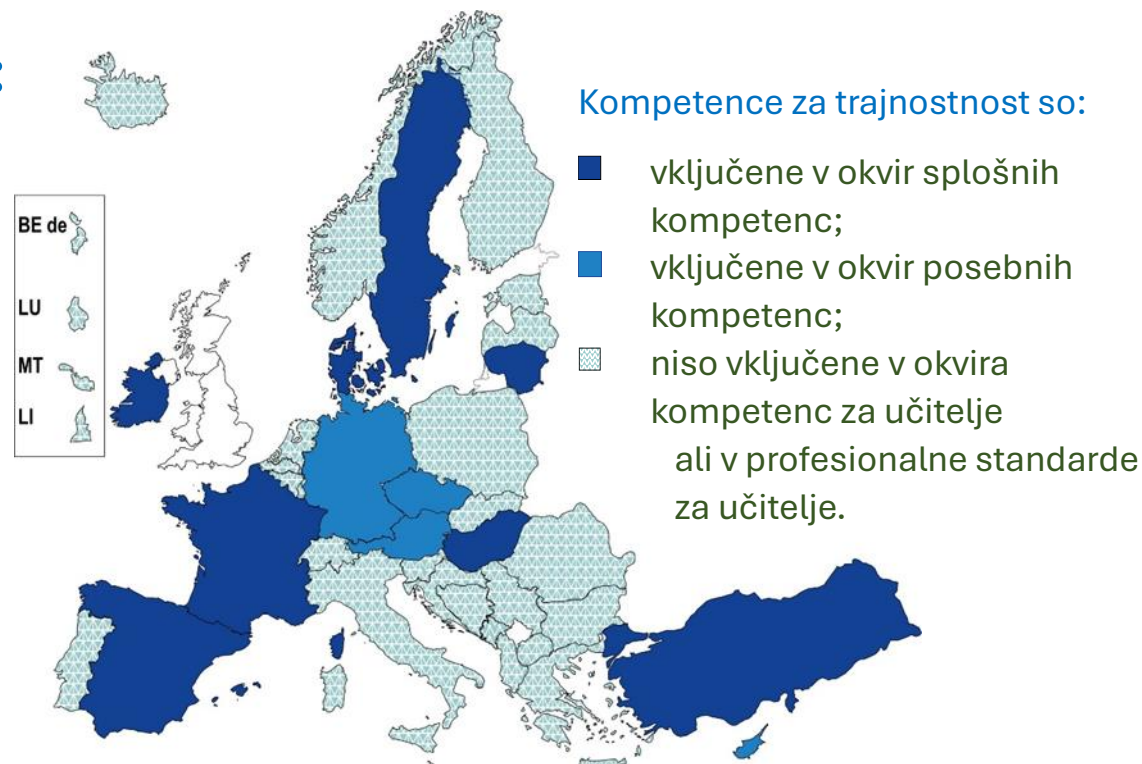 :
Kompetence za trajnostnost so:
vključene v okvir splošnih
kompetenc;
vključene v okvir posebnih
kompetenc;
niso vključene v okvira
kompetenc za učitelje
ali v profesionalne standarde
za učitelje.
BE de
LU
MT
LI